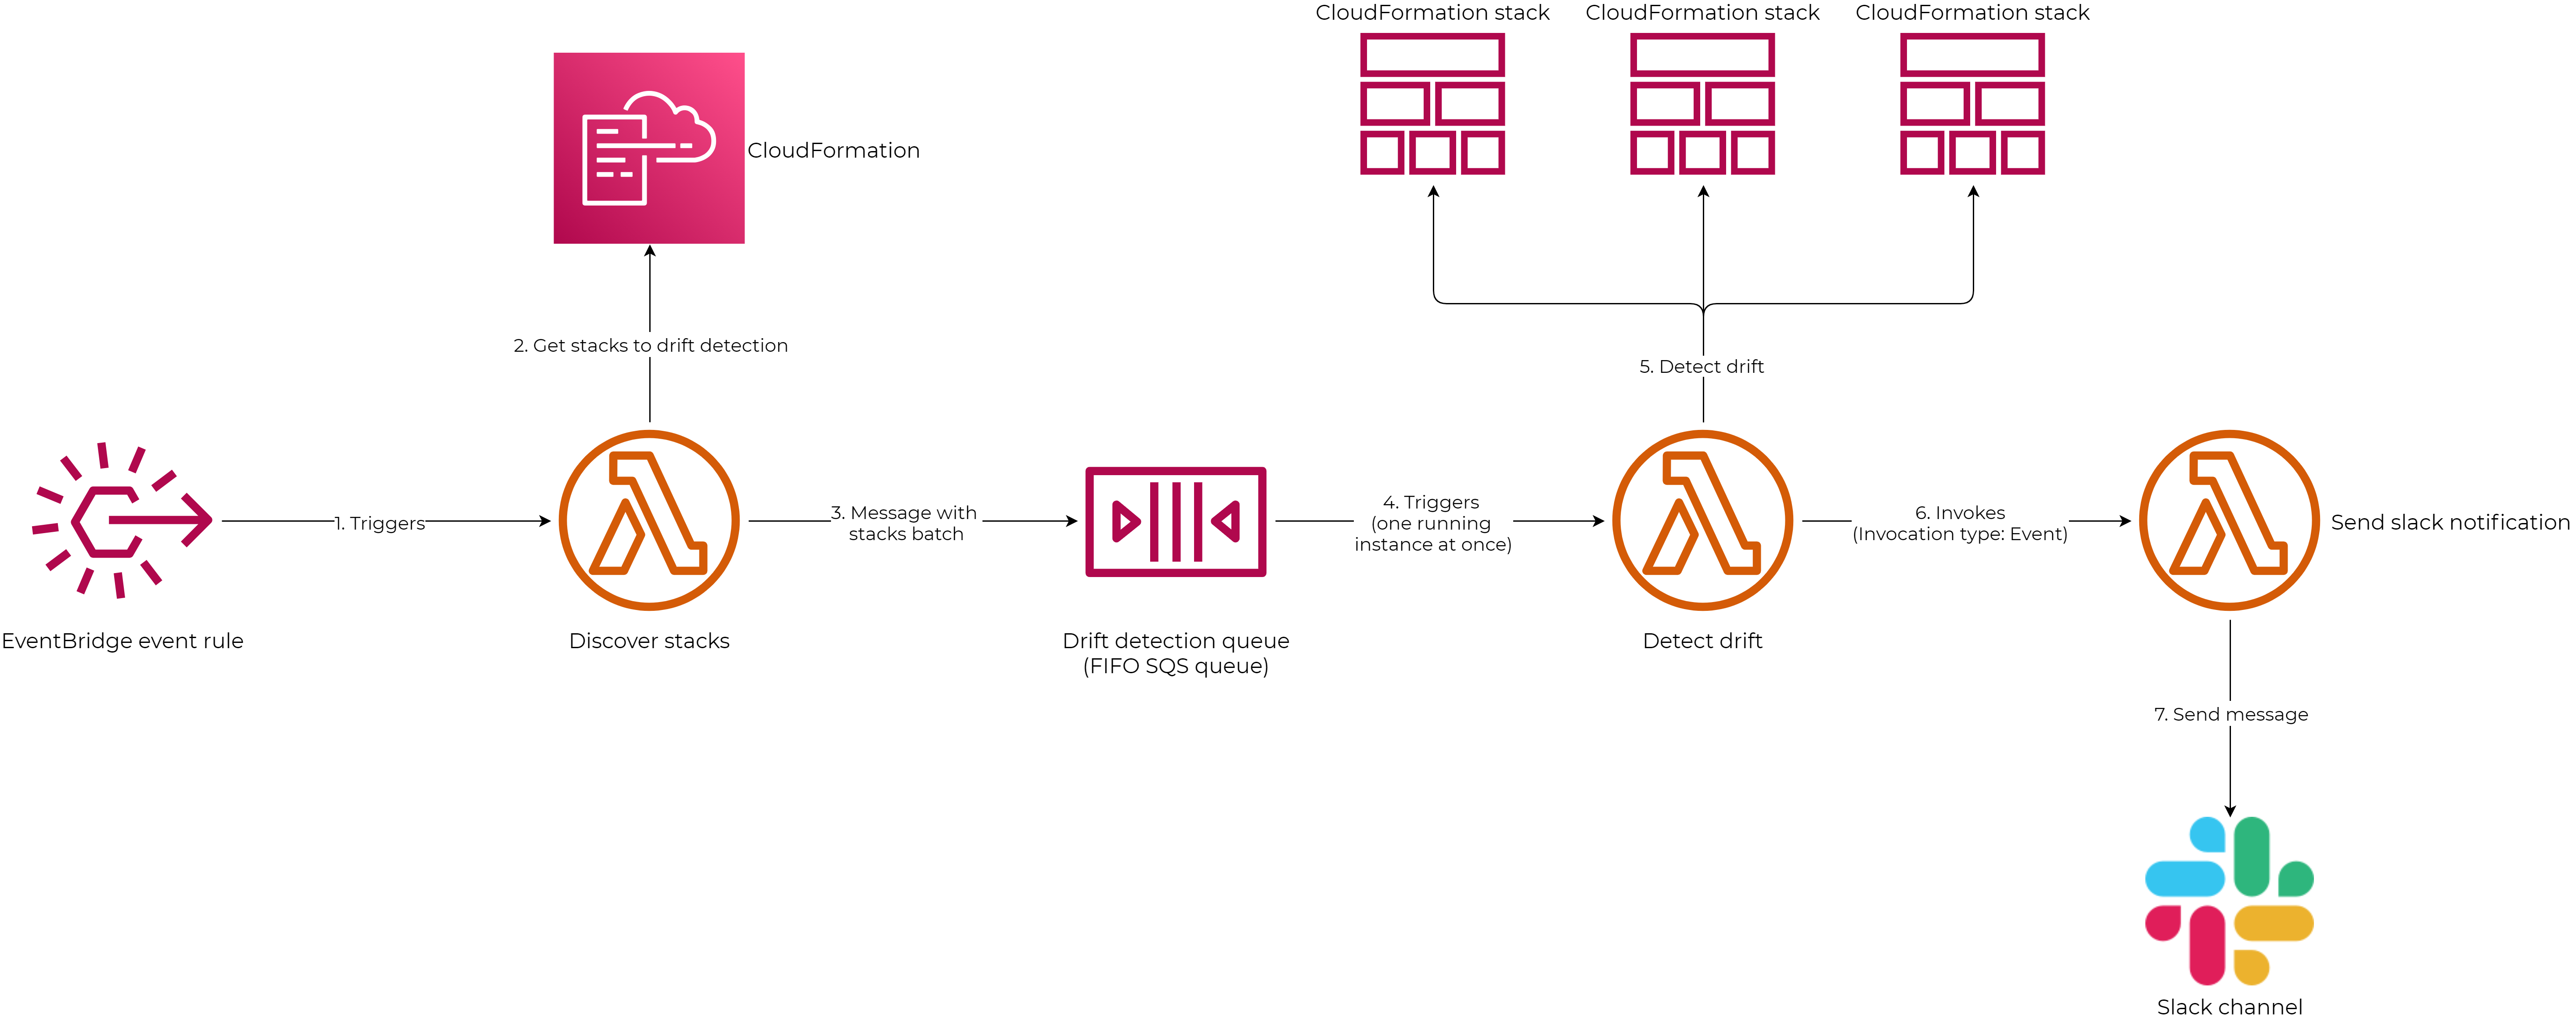 CloudFormation stack
CloudFormation stack
CloudFormation stack
CloudFormation
2. Get stacks to drift detection
5. Detect drift
1. Triggers
3. Message with
stacks batch
4. Triggers
(one running
instance at once)
6. Invokes
(Invocation type: Event)
Send slack notification
EventBridge event rule
Discover stacks
Drift detection queue
(FIFO SQS queue)
Detect drift
7. Send message
Slack channel